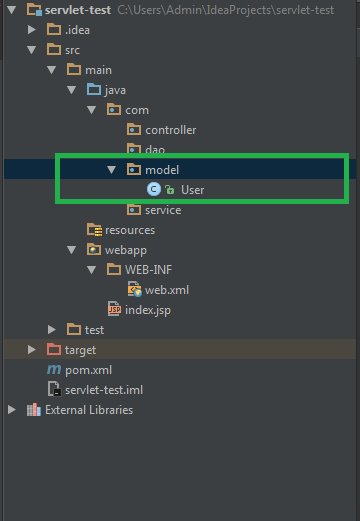 servlet-test C:\Users\Admin\IdeaProjects\servlet-test
.idea
src
main
java
com
controller
dao
model
C User
service
resources
webapp
WEB-INF
web.xml
JSP index.jsp
test
target
m pom.xml
servlet-test.iml
External Libraries